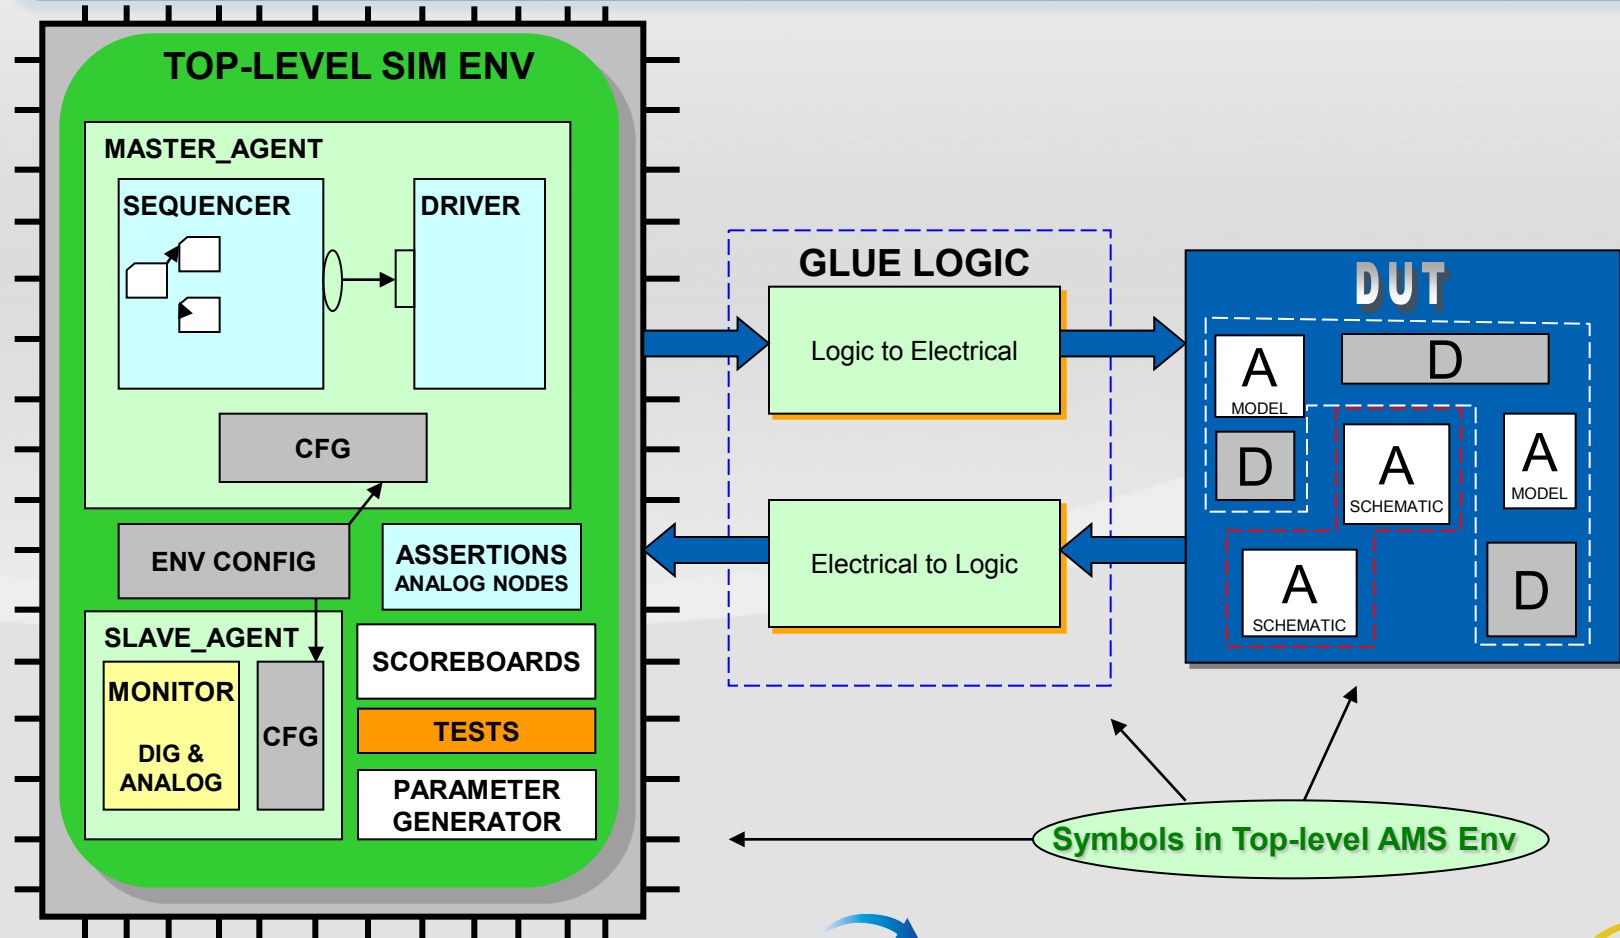 TOP-LEVEL SIM ENV
MASTER_AGENT
SEQUENCER
DRIVER
CFG
ENV CONFIG
ASSERTIONS
ANALOG NODES
SLAVE_AGENT
MONITOR
DIG &
ANALOG
CFG
SCOREBOARDS
TESTS
PARAMETER
GENERATOR
GLUE LOGIC
Logic to Electrical
Electrical to Logic
DUT
A
MODEL
D
D
A
SCHEMATIC
A
MODEL
A
SCHEMATIC
D
Symbols in Top-level AMS Env